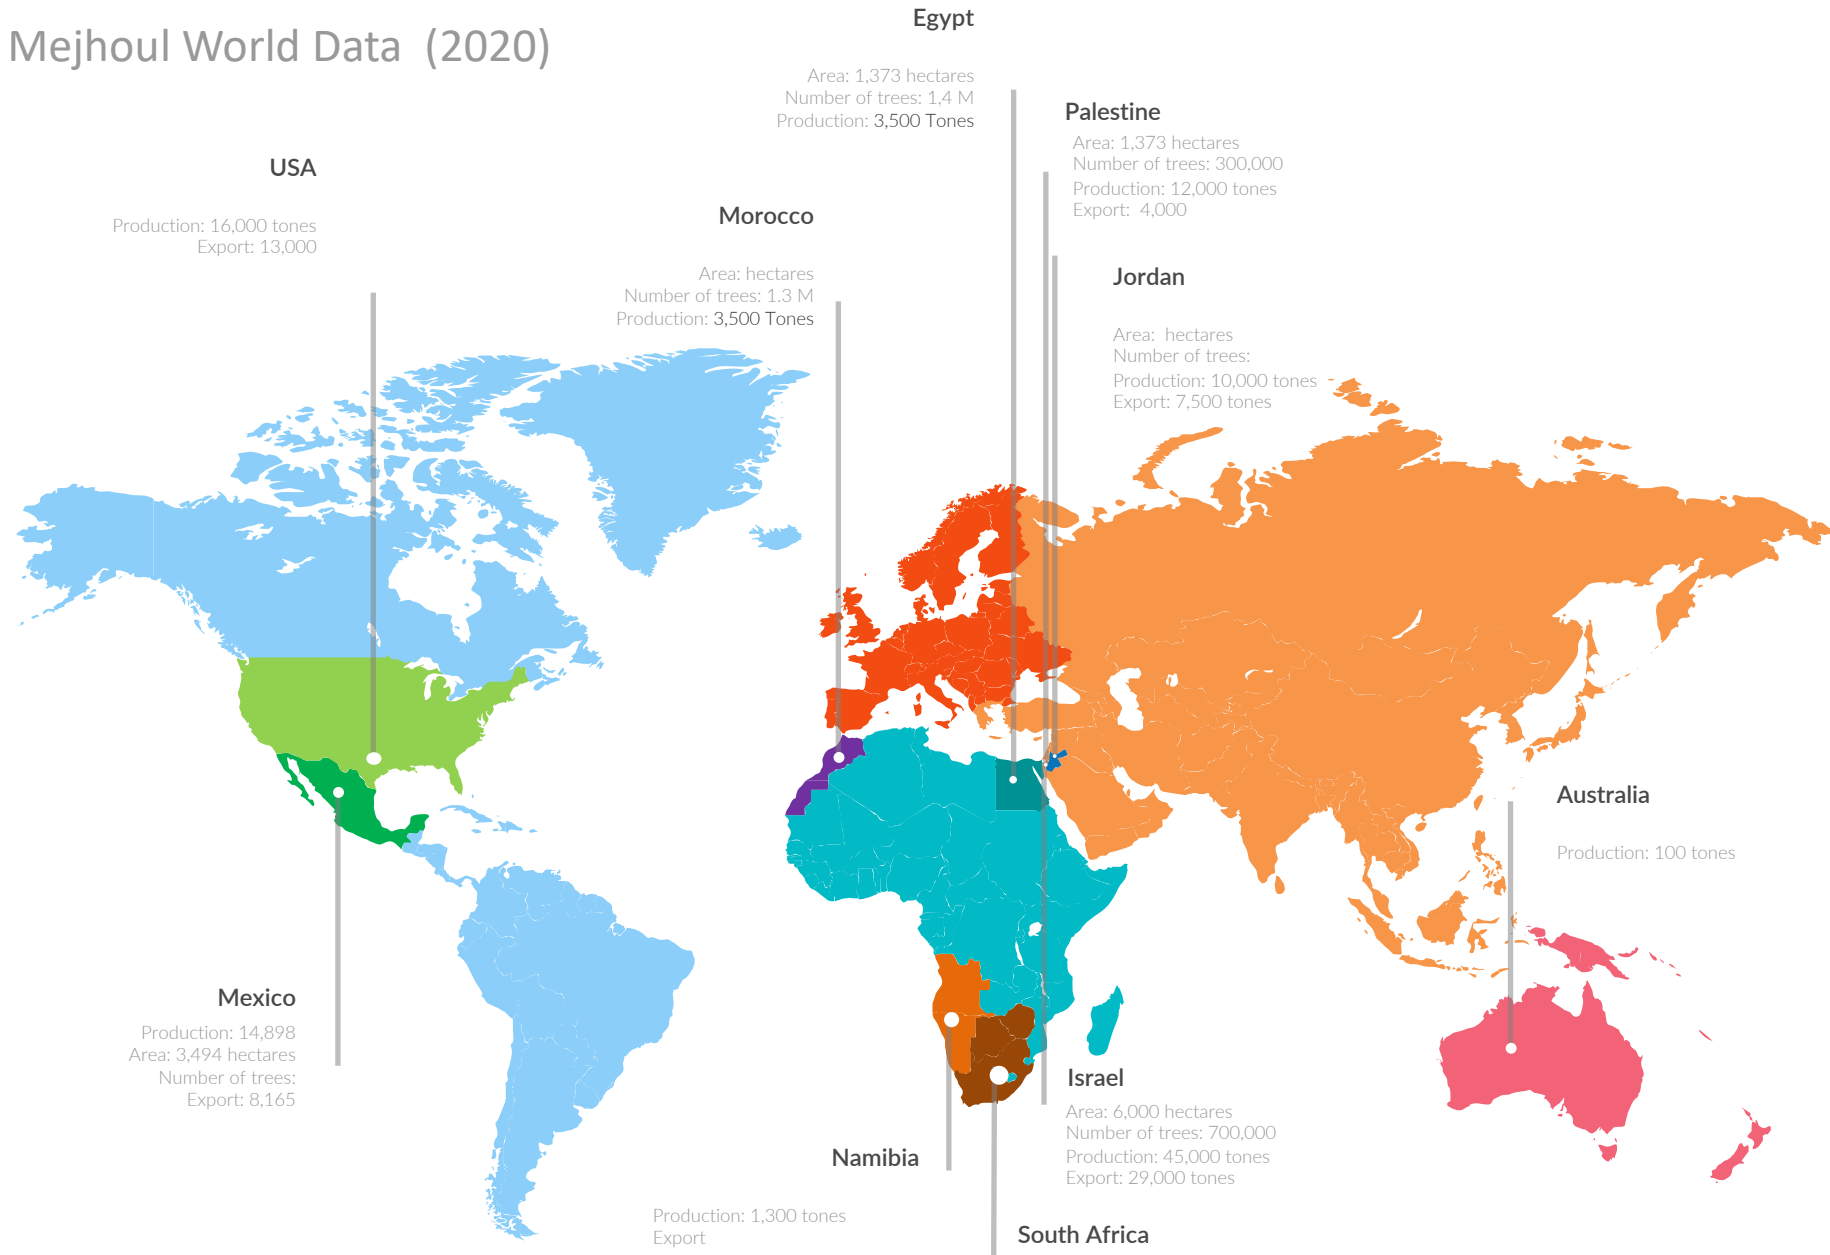 Mejhoul World Data (2020)
Egypt
Area: 1,373 hectares
Number of trees: 1,4 M
Production: 3,500 Tones
Palestine
Area: 1,373 hectares
Number of trees: 300,000
Production: 12,000 tones
Export: 4,000
USA
Production: 16,000 tones
Export: 13,000
Morocco
Area: hectares
Number of trees: 1.3 M
Production: 3,500 Tones
Jordan
Area: hectares
Number of trees:
Production: 10,000 tones
Export: 7,500 tones
Australia
Production: 100 tones
Mexico
Production: 14,898
Area: 3,494 hectares
Number of trees:
Export: 8,165
Israel
Area: 6,000 hectares
Number of trees: 700,000
Production: 45,000 tones
Export: 29,000 tones
Namibia
Production: 1,300 tones
Export
South Africa